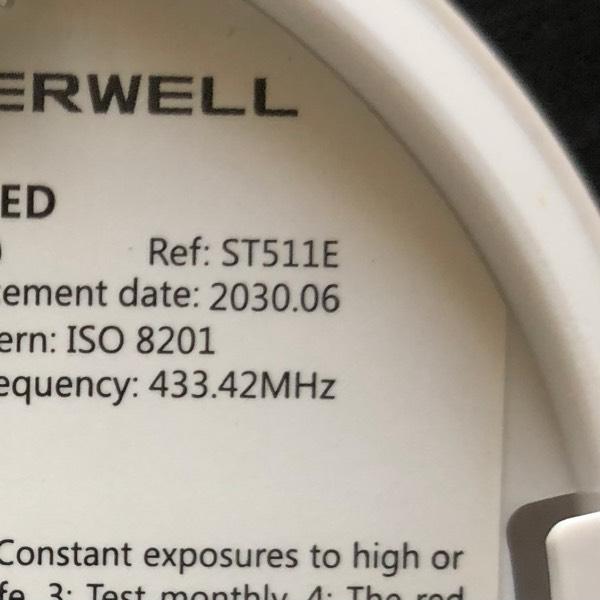 ERWELL
ED
) Ref: ST511E
cement date: 2030.06
ern: ISO 8201
equency: 433.42MHz
Constant exposures to high or
fe. 3: Test monthly. 4: The red